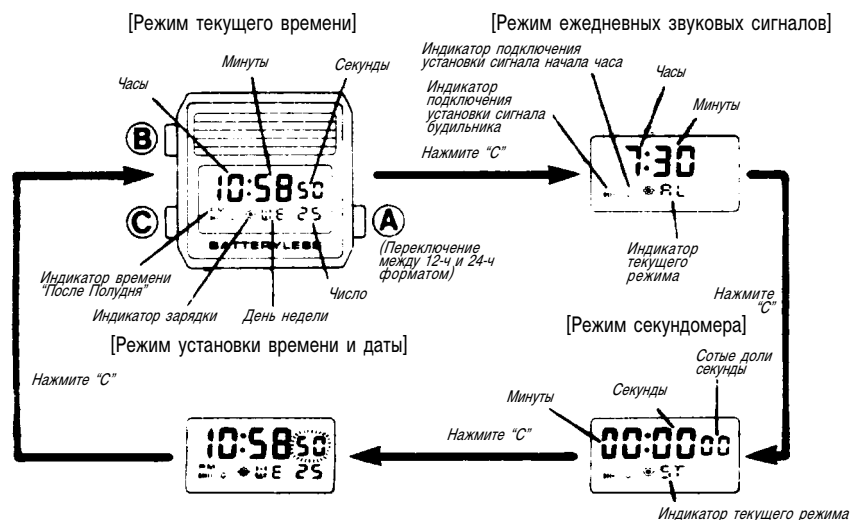 [Режим текущего времени]
[Режим ежедневных звуковых сигналов]
Часы
Минуты
Секунды
Индикатор подключения
установки сигнала начала часа
Индикатор
подключения
установки сигнала
будильника
Часы
Минуты
B
C
A
10:58 50
PM WE 25
BATTERYLESS
Нажмите “C”
7:30
AL
(Переключение
между 12-ч и 24-ч
форматом)
Индикатор
текущего
режима
Индикатор времени
“После Полудня”
Индикатор зарядки
День недели
Число
Нажмите
“C”
[Режим установки времени и даты]
[Режим секундомера]
Нажмите “C”
Минуты
Секунды
Сотые доли
секунды
10:58 50
PM WE 25
Нажмите “C”
00:00 00
ST
Индикатор текущего режима